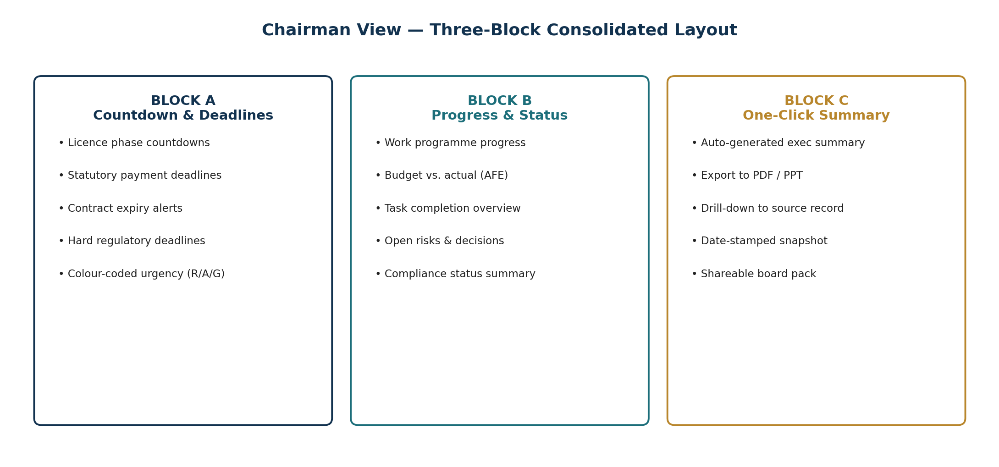 Chairman View — Three-Block Consolidated Layout
BLOCK A
Countdown & Deadlines
• Licence phase countdowns
• Statutory payment deadlines
• Contract expiry alerts
• Hard regulatory deadlines
• Colour-coded urgency (R/A/G)
BLOCK B
Progress & Status
• Work programme progress
• Budget vs. actual (AFE)
• Task completion overview
• Open risks & decisions
• Compliance status summary
BLOCK C
One-Click Summary
• Auto-generated exec summary
• Export to PDF / PPT
• Drill-down to source record
• Date-stamped snapshot
• Shareable board pack